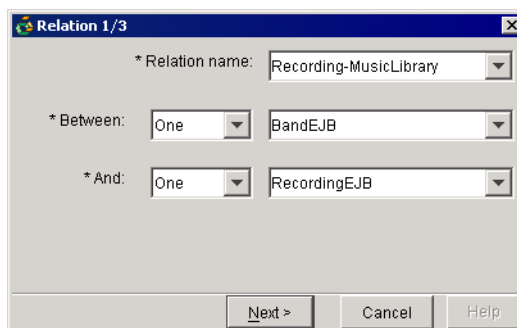 Relation 1/3
* Relation name: Recording-MusicLibrary
* Between: One BandEJB
* And: One RecordingEJB
Next > Cancel Help